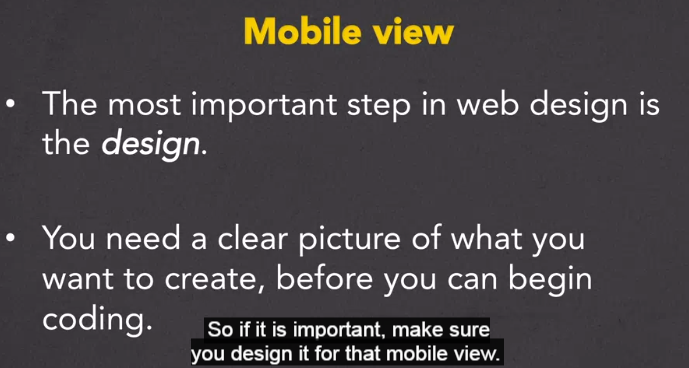 Mobile view
• The most important step in web design is
the design.
• You need a clear picture of what you
want to create, before you can begin
coding.
So if it is important, make sure
you design it for that mobile view.